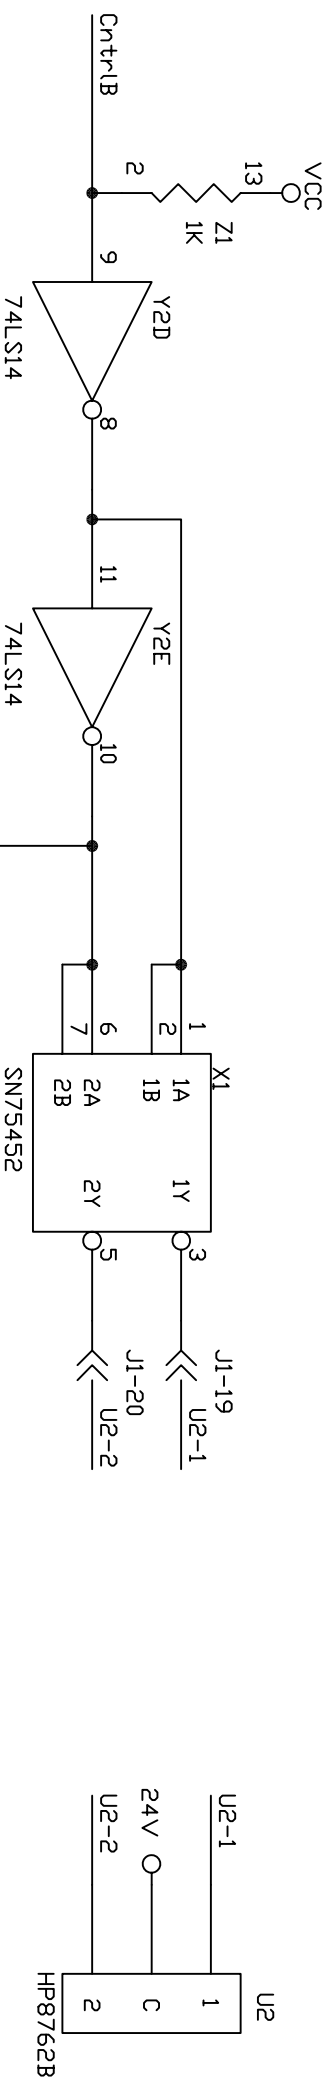 VCC
13
Z1
1K
2
CntrlB
9
Y2D
8
74LS14
11
Y2E
10
74LS14
X1
1
2
1A
1B
1Y
3
6
7
2A
2B
2Y
5
SN75452
J1-19
U2-1
J1-20
U2-2
U2
U2-1
1
24V
C
U2-2
2
HP8762B